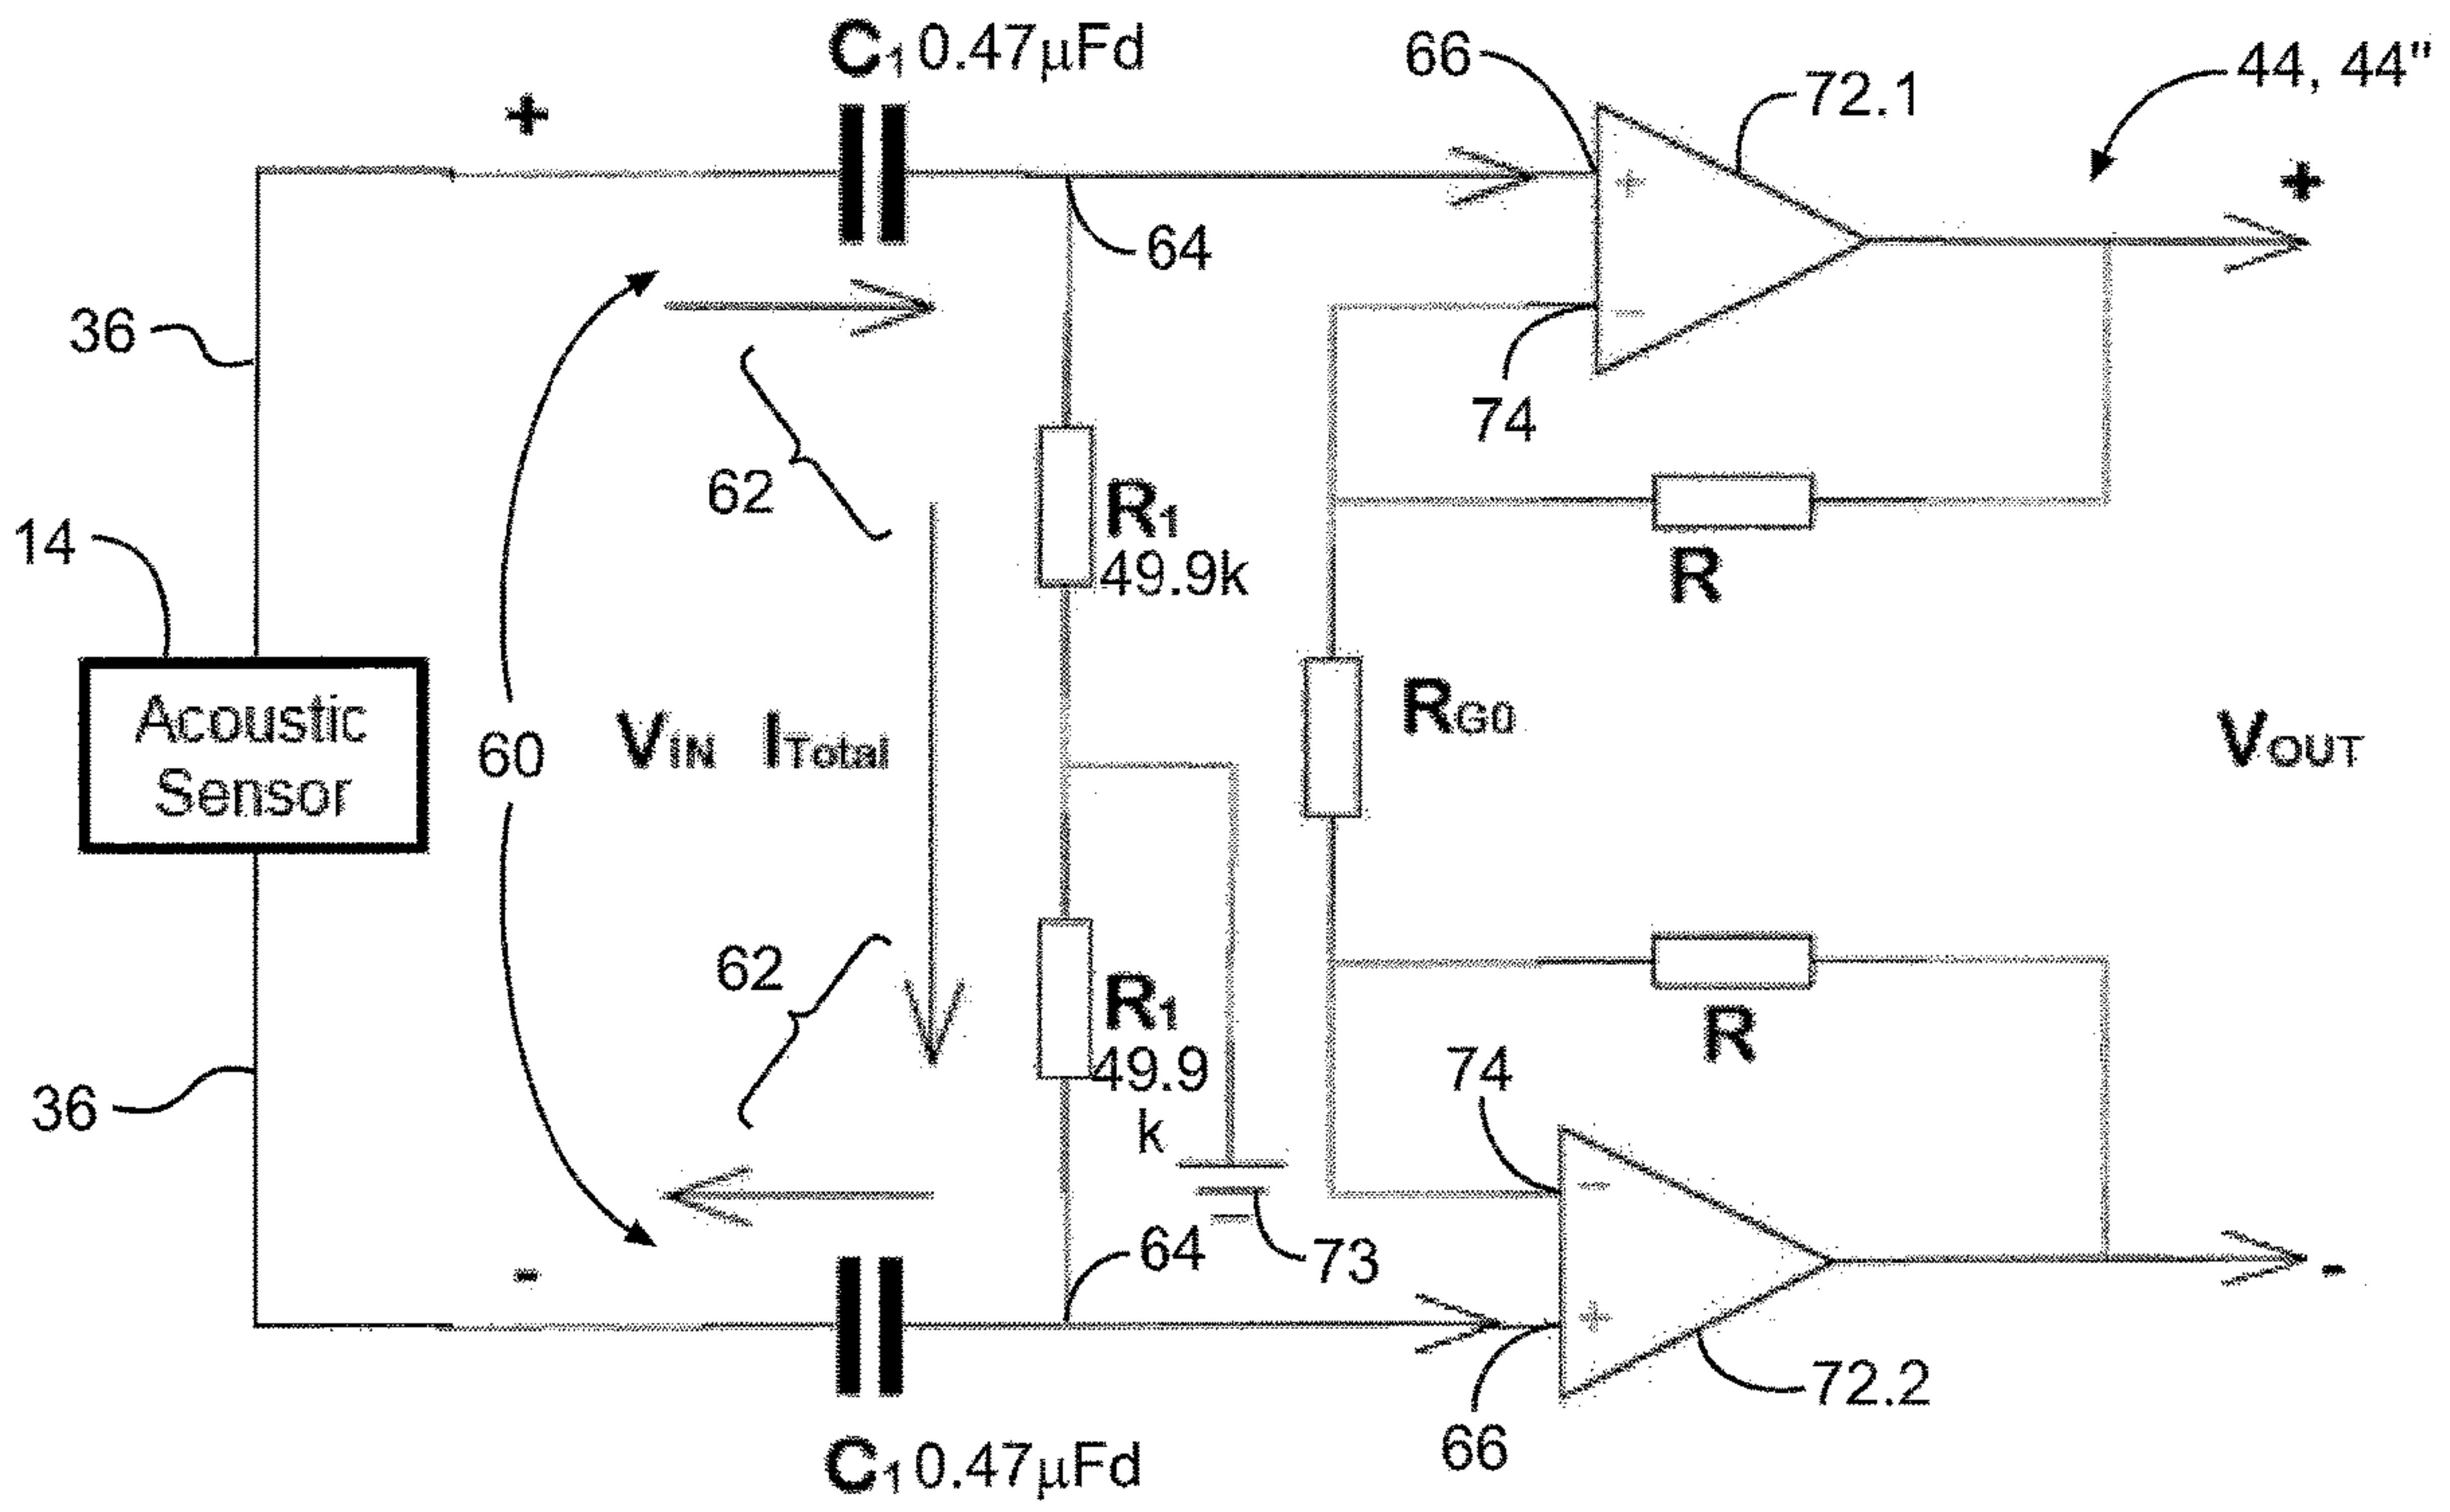 C1 0.47µFd
66
72.1
44, 44"
+
+
+
64
36
−
74
62
R1
49.9k
R
14
Acoustic
Sensor
60
VIN
ITotal
RG0
VOUT
62
R1
49.9
k
R
74
36
−
64
73
-
+
-
66
72.2
C1 0.47µFd